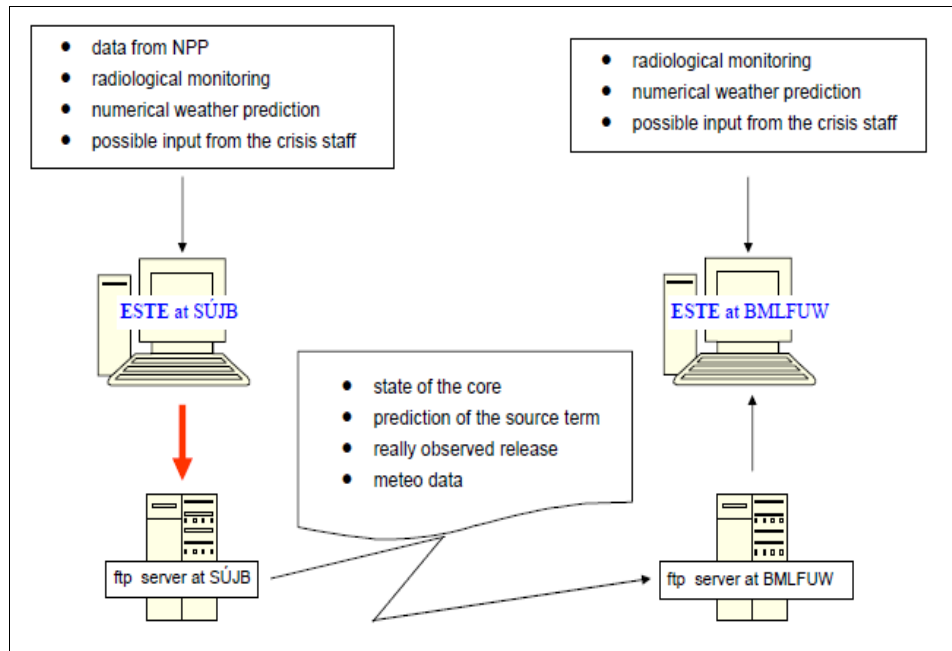 ● data from NPP
● radiological monitoring
● numerical weather prediction
● possible input from the crisis staff
● radiological monitoring
● numerical weather prediction
● possible input from the crisis staff
ESTE at SÚJB
ESTE at BMLFUW
● state of the core
● prediction of the source term
● really observed release
● meteo data
ftp server at SÚJB
ftp server at BMLFUW